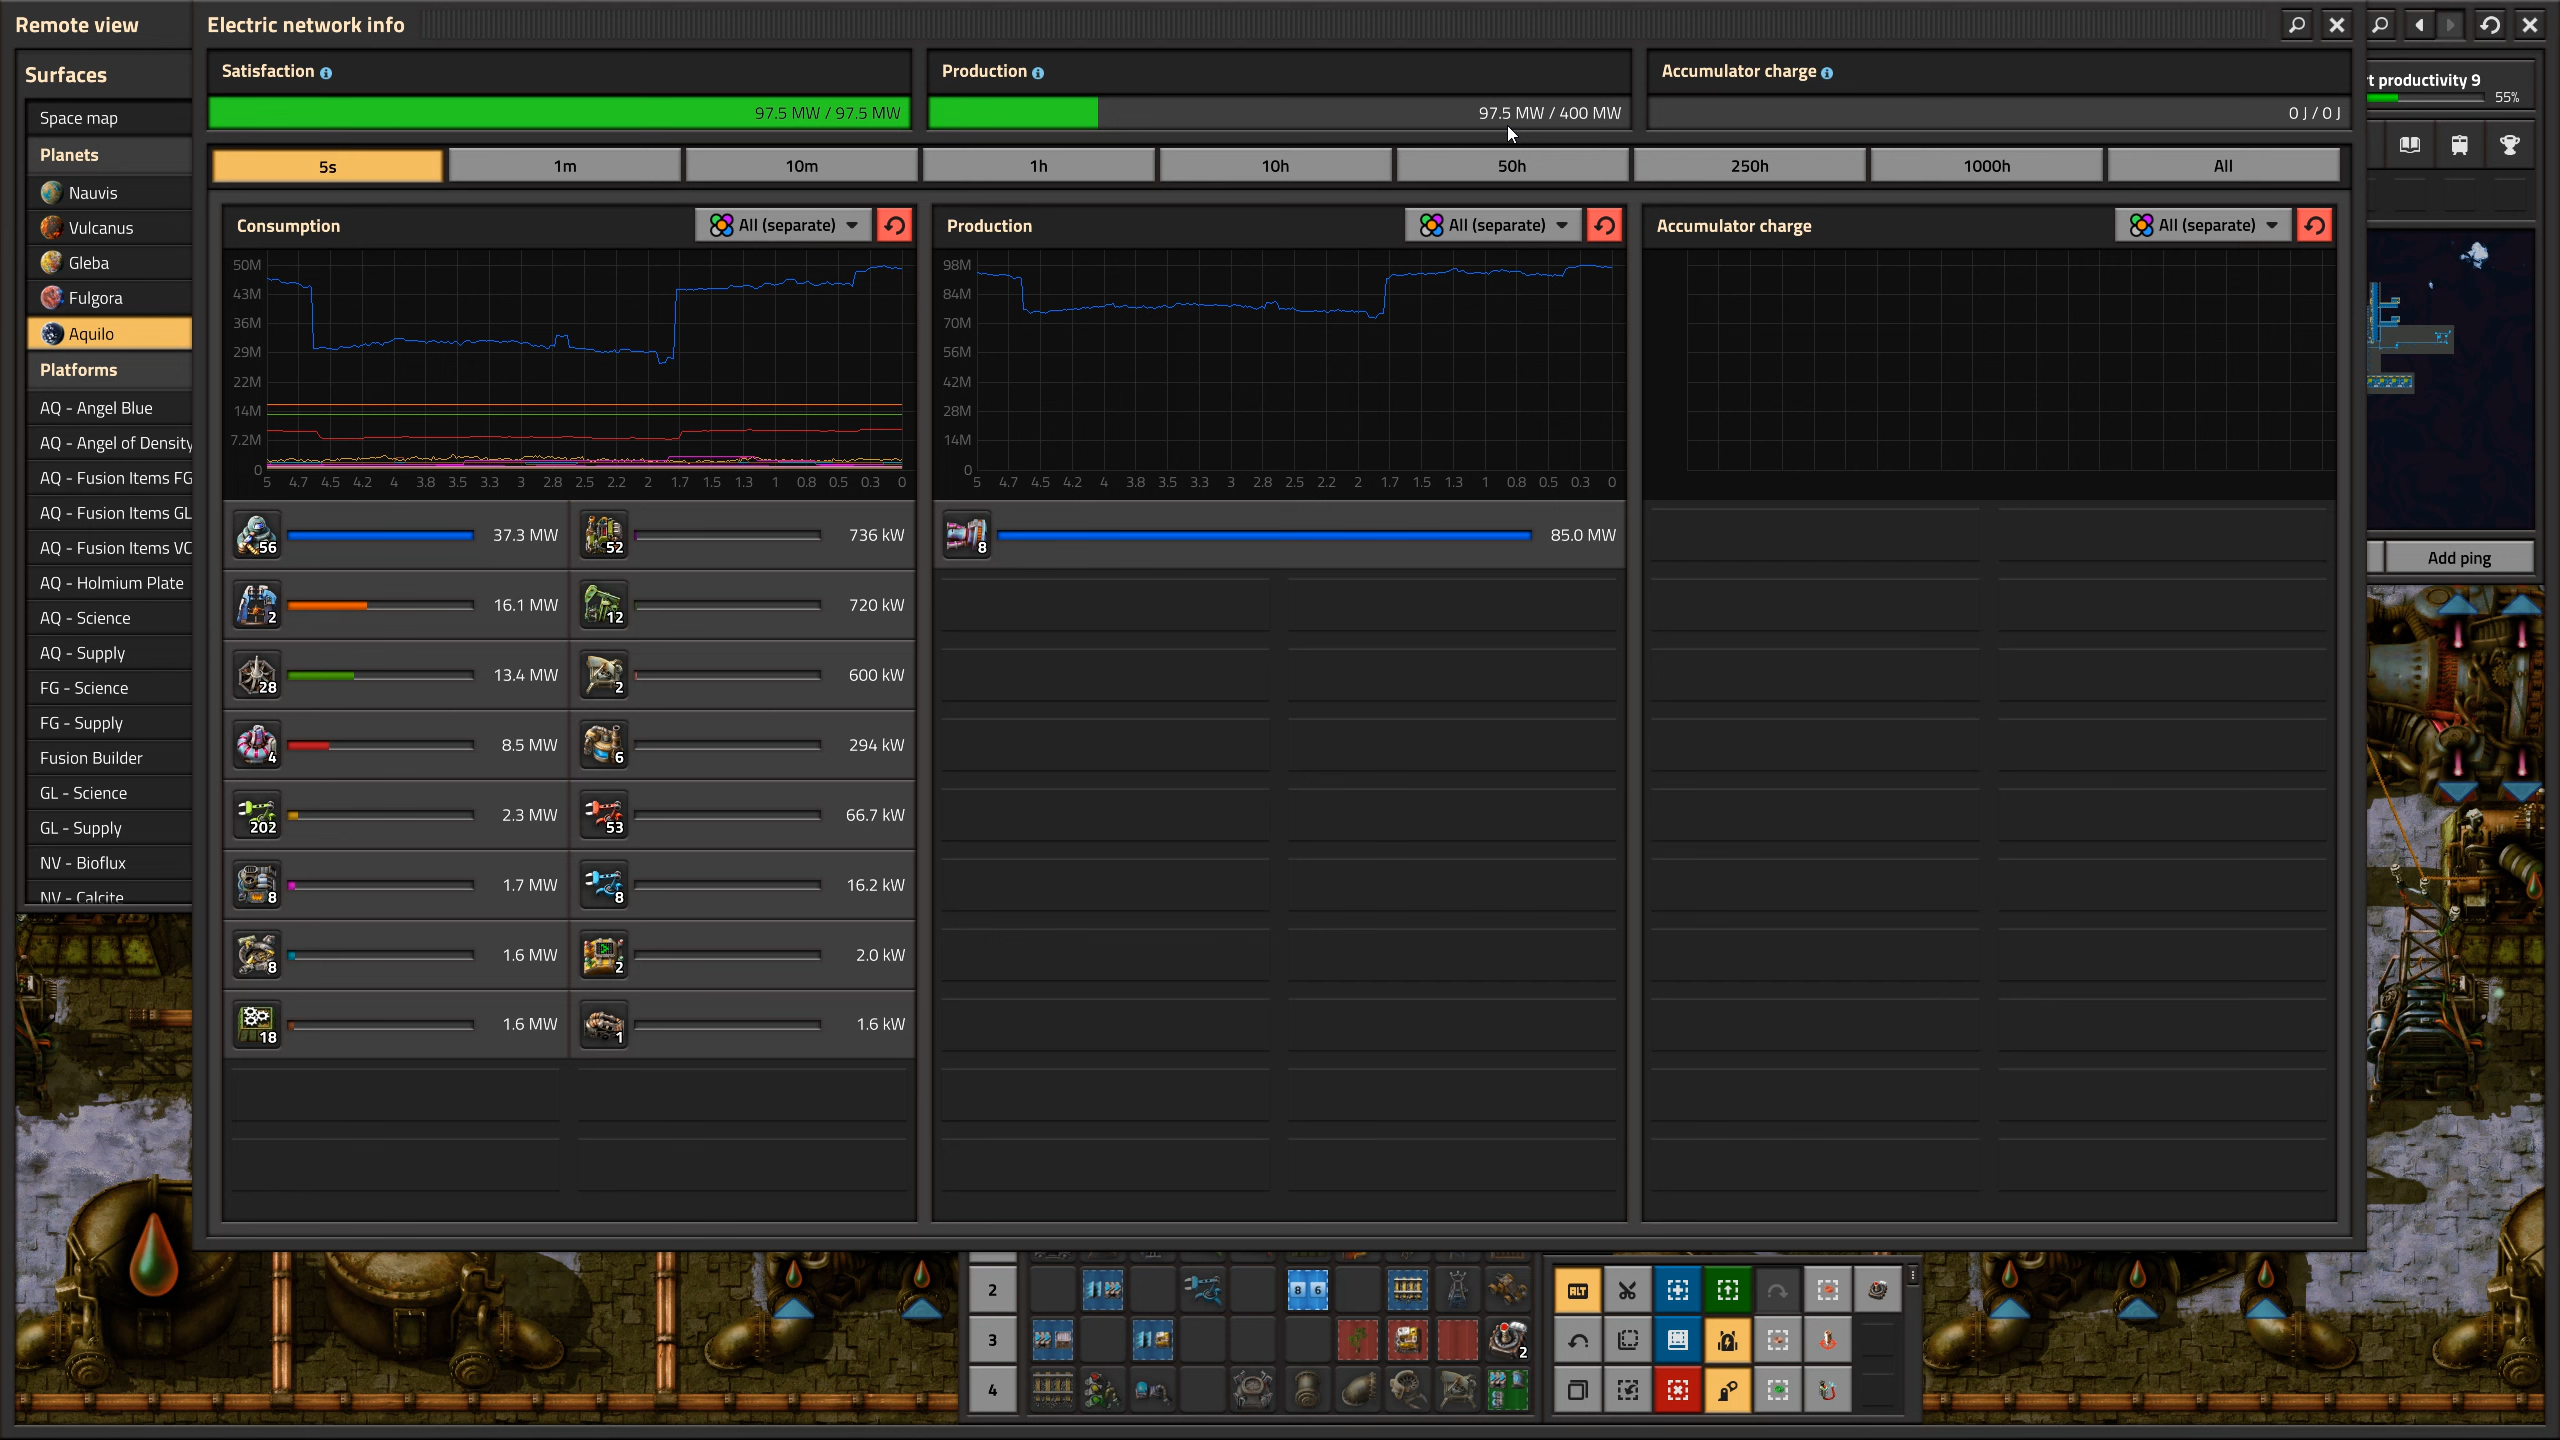 Remote view
Electric network info
Surfaces
Space map
Planets
Nauvis
Vulcanus
Gleba
Fulgora
Aquilo
Platforms
AQ - Angel Blue
AQ - Angel of Density
AQ - Fusion Items FG
AQ - Fusion Items GL
AQ - Fusion Items VC
AQ - Holmium Plate
AQ - Science
AQ - Supply
FG - Science
FG - Supply
Fusion Builder
GL - Science
GL - Supply
NV - Bioflux
NV - Calcite
Satisfaction
97.5 MW / 97.5 MW
Production
97.5 MW / 400 MW
Accumulator charge
0 J / 0 J
5s 1m 10m 1h 10h 50h 250h 1000h All
Consumption
All (separate)
50M
43M
36M
29M
22M
14M
7.2M
0
5 4.7 4.5 4.2 4 3.8 3.5 3.3 3 2.8 2.5 2.2 2 1.7 1.5 1.3 1 0.8 0.5 0.3 0
56 37.3 MW 52 736 kW
2 16.1 MW 12 720 kW
28 13.4 MW 2 600 kW
4 8.5 MW 6 294 kW
202 2.3 MW 53 66.7 kW
8 1.7 MW 8 16.2 kW
8 1.6 MW 2 2.0 kW
18 1.6 MW 1 1.6 kW
Production
All (separate)
98M
84M
70M
56M
42M
28M
14M
0
5 4.7 4.5 4.2 4 3.8 3.5 3.3 3 2.8 2.5 2.2 2 1.7 1.5 1.3 1 0.8 0.5 0.3 0
8 85.0 MW
Accumulator charge
All (separate)
t productivity 9
55%
Add ping
2
8 6
ALT
3
2
4